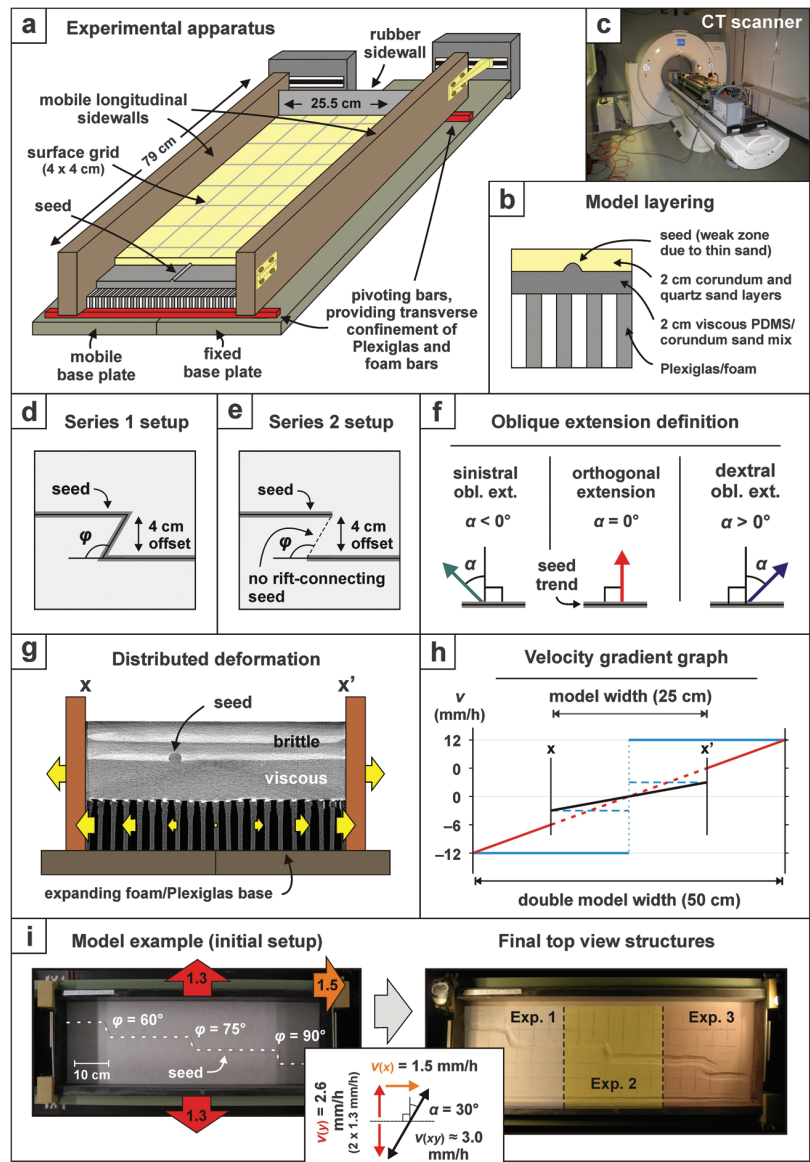 a Experimental apparatus
rubber
sidewall
25.5 cm
mobile longitudinal
sidewalls
79 cm
surface grid
(4 x 4 cm)
seed
pivoting bars,
providing transverse
confinement of
Plexiglas and
foam bars
mobile
base plate
fixed
base plate
c CT scanner
b Model layering
seed (weak zone
due to thin sand)
2 cm corundum and
quartz sand layers
2 cm viscous PDMS/
corundum sand mix
Plexiglas/foam
d Series 1 setup
seed
φ
4 cm
offset
e Series 2 setup
seed
φ
4 cm
offset
no rift-connecting
seed
f Oblique extension definition
sinistral
obl. ext.
α < 0°
α
orthogonal
extension
α = 0°
seed
trend
dextral
obl. ext.
α > 0°
α
g Distributed deformation
x x’
seed
brittle
viscous
expanding foam/Plexiglas base
h Velocity gradient graph
v
(mm/h)
model width (25 cm)
x x’
12
6
0
0
−6
−12
double model width (50 cm)
i Model example (initial setup)
1.3
1.5
φ = 60°
φ = 75°
φ = 90°
seed
10 cm
1.3
Final top view structures
Exp. 1
Exp. 2
Exp. 3
v(x) = 1.5 mm/h
v(y) = 2.6
mm/h
(2 x 1.3 mm/h)
α = 30°
v(xy) ≈ 3.0
mm/h